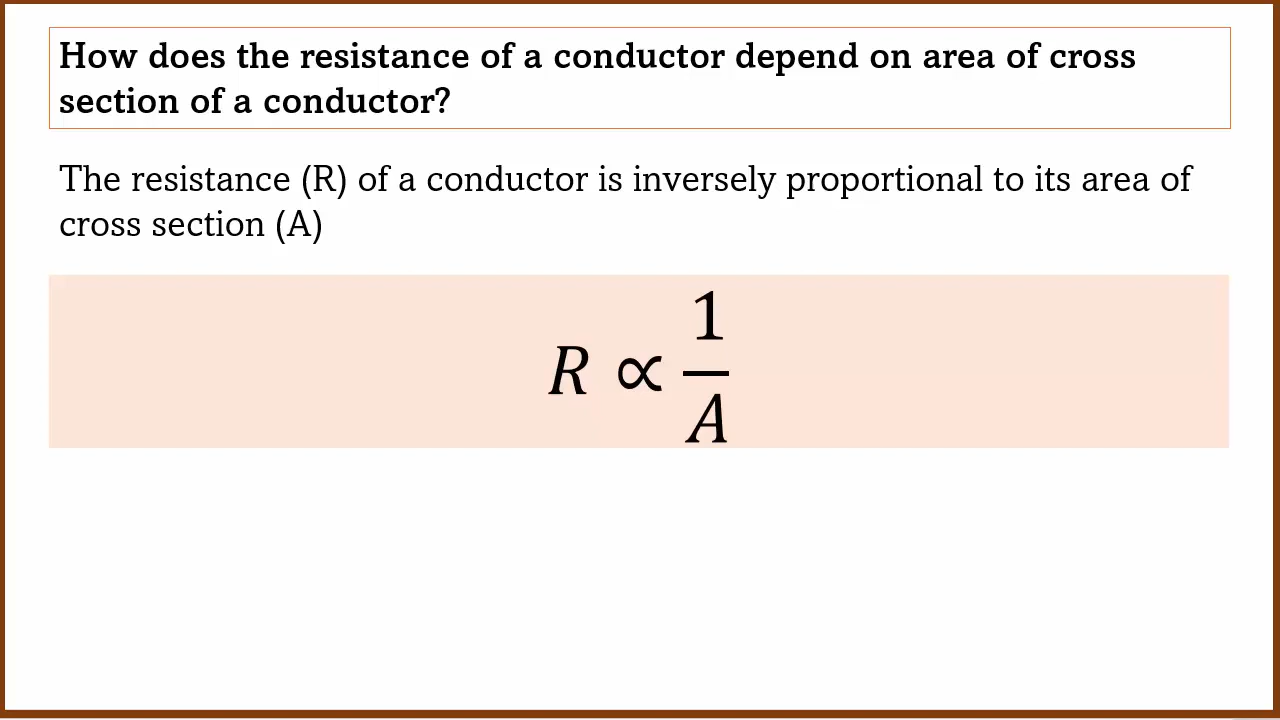 How does the resistance of a conductor depend on area of cross
section of a conductor?
The resistance (R) of a conductor is inversely proportional to its area of
cross section (A)
R ∝ 1/A